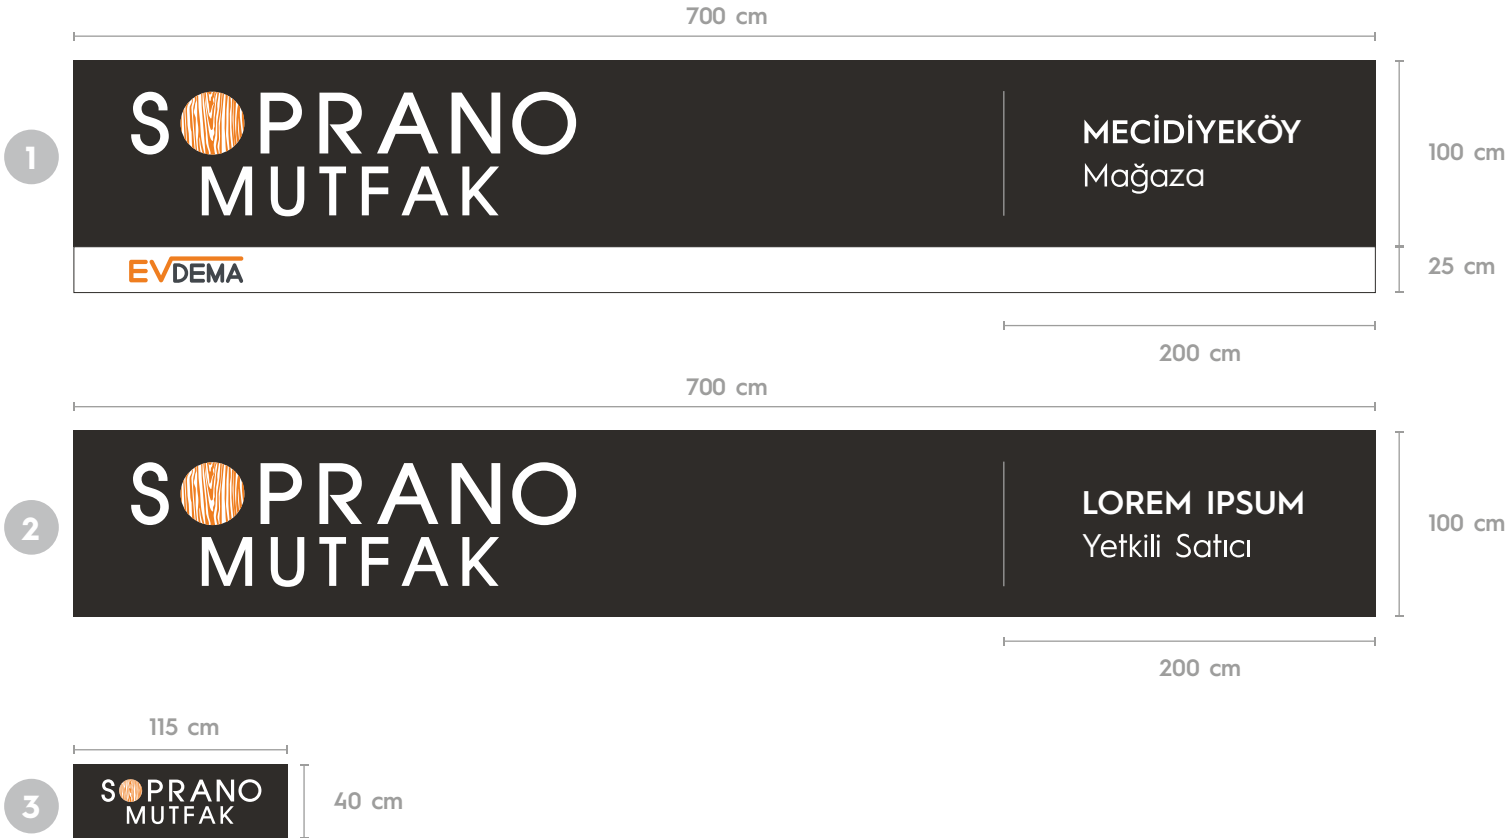 700 cm
1
SOPRANO
MUTFAK
MECİDİYEKÖY
Mağaza
100 cm
EVDEMA
25 cm
200 cm
700 cm
2
SOPRANO
MUTFAK
LOREM IPSUM
Yetkili Satıcı
100 cm
200 cm
115 cm
3
SOPRANO
MUTFAK
40 cm